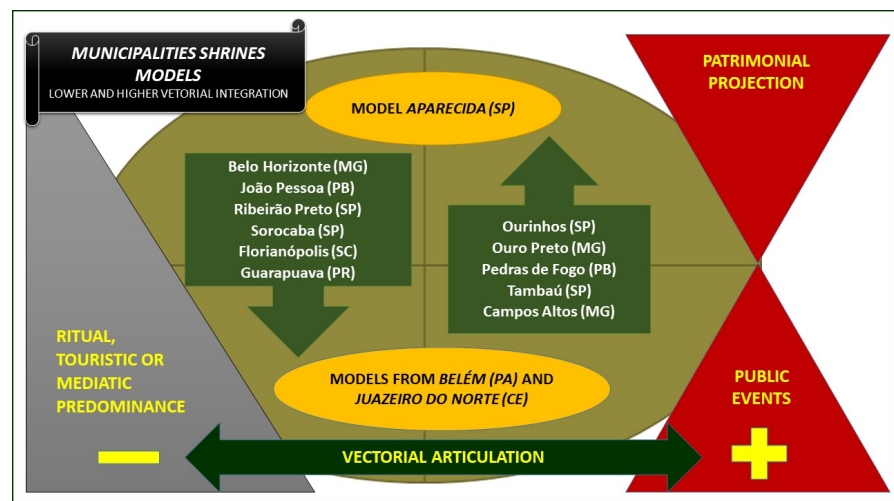 MUNICIPALITIES SHRINES
MODELS
LOWER AND HIGHER VETORIAL INTEGRATION
PATRIMONIAL
PROJECTION
MODEL APARECIDA (SP)
Belo Horizonte (MG)
João Pessoa (PB)
Ribeirão Preto (SP)
Sorocaba (SP)
Florianópolis (SC)
Guarapuava (PR)
Ourinhos (SP)
Ouro Preto (MG)
Pedras de Fogo (PB)
Tambaú (SP)
Campos Altos (MG)
RITUAL,
TOURISTIC OR
MEDIATIC
PREDOMINANCE
MODELS FROM BELÉM (PA) AND
JUAZEIRO DO NORTE (CE)
PUBLIC
EVENTS
VECTORIAL ARTICULATION